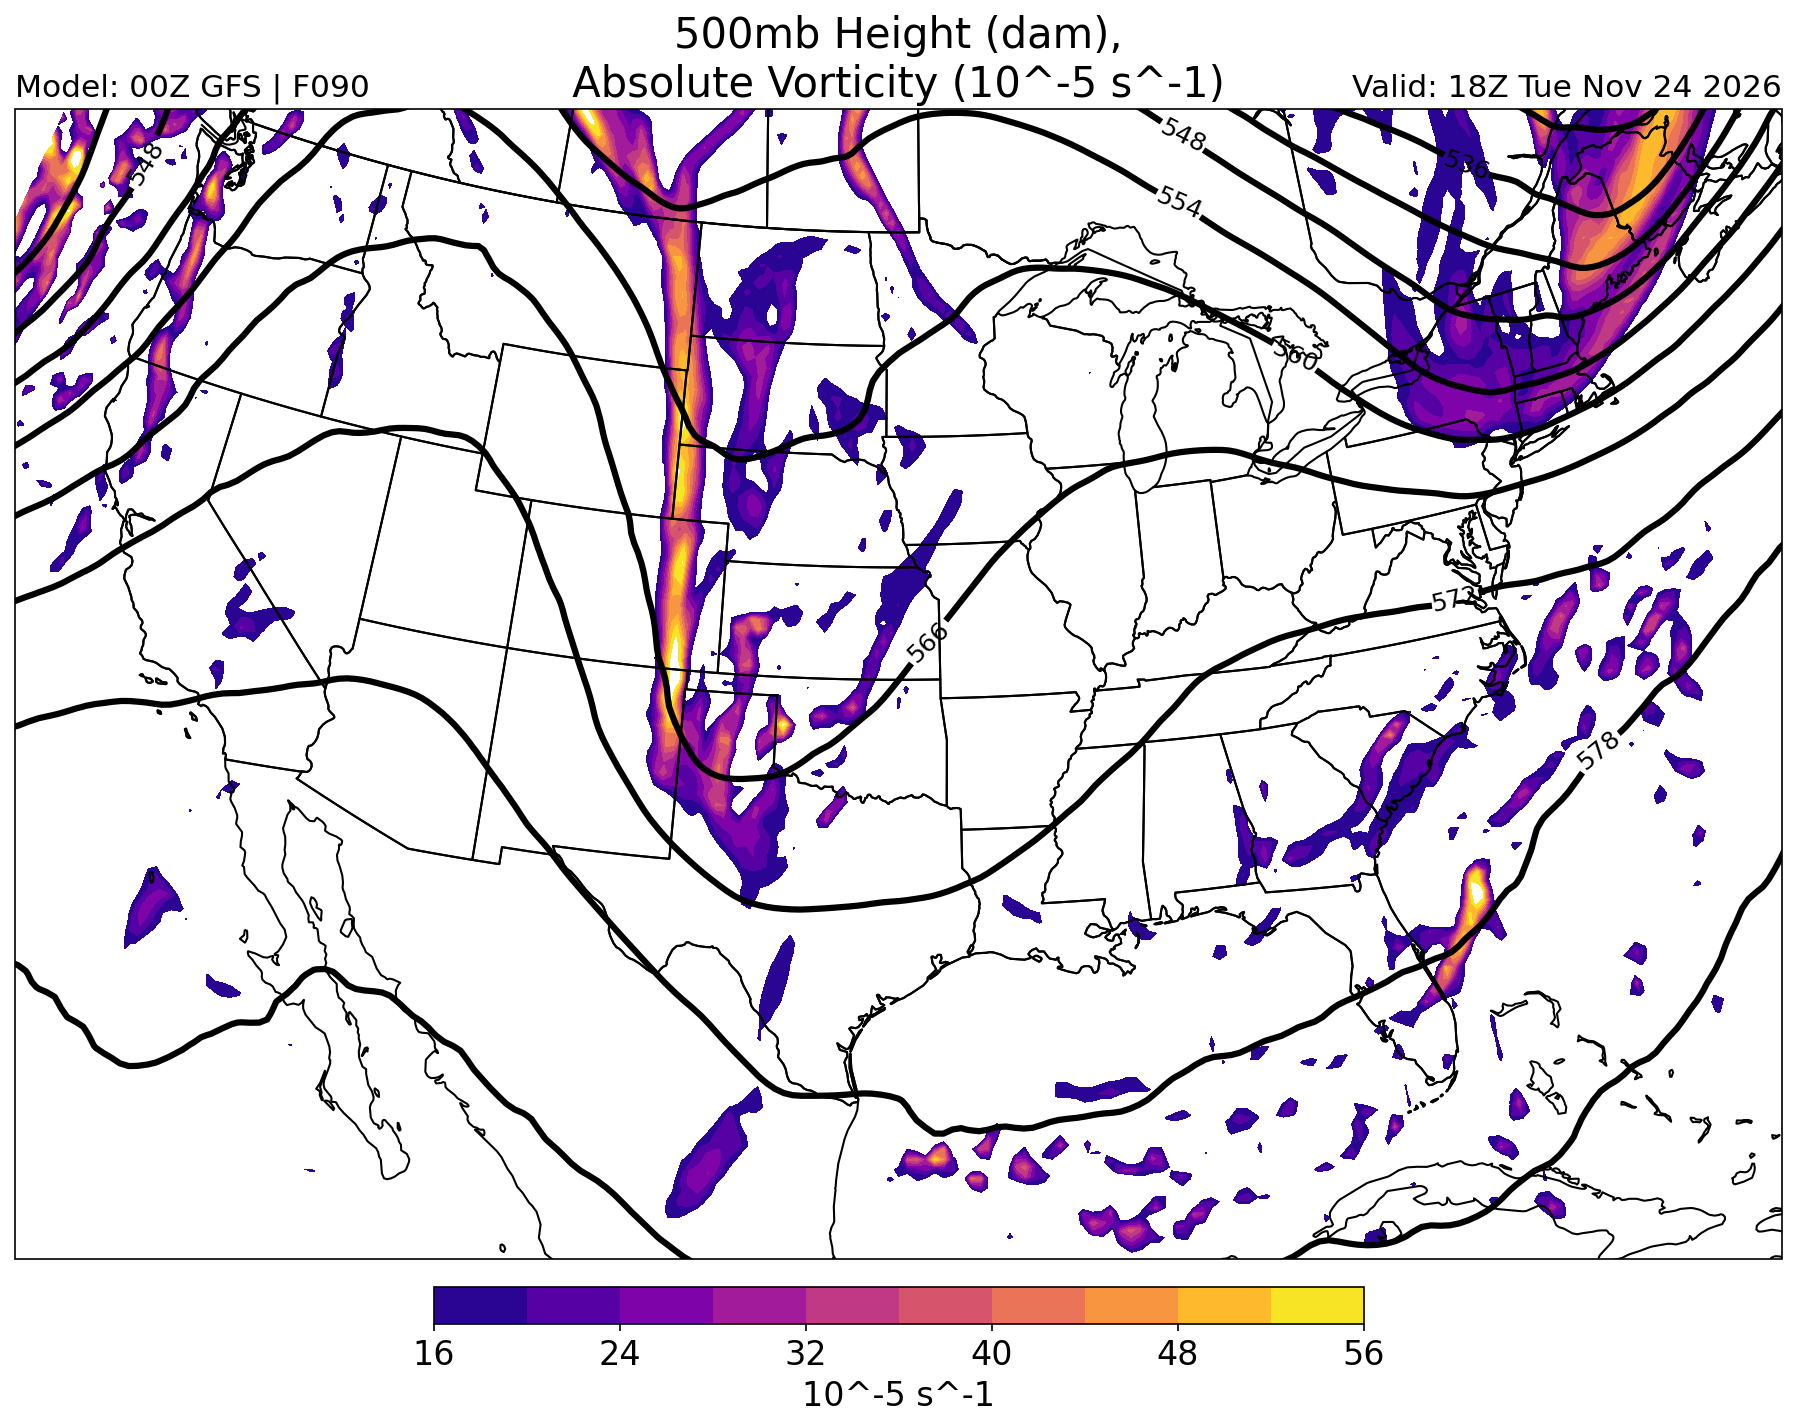 500mb Height (dam),
Absolute Vorticity (10^-5 s^-1)
Model: 00Z GFS | F090
Valid: 18Z Tue Nov 24 2026
548
548
536
554
560
572
566
578
16 24 32 40 48 56
10^-5 s^-1